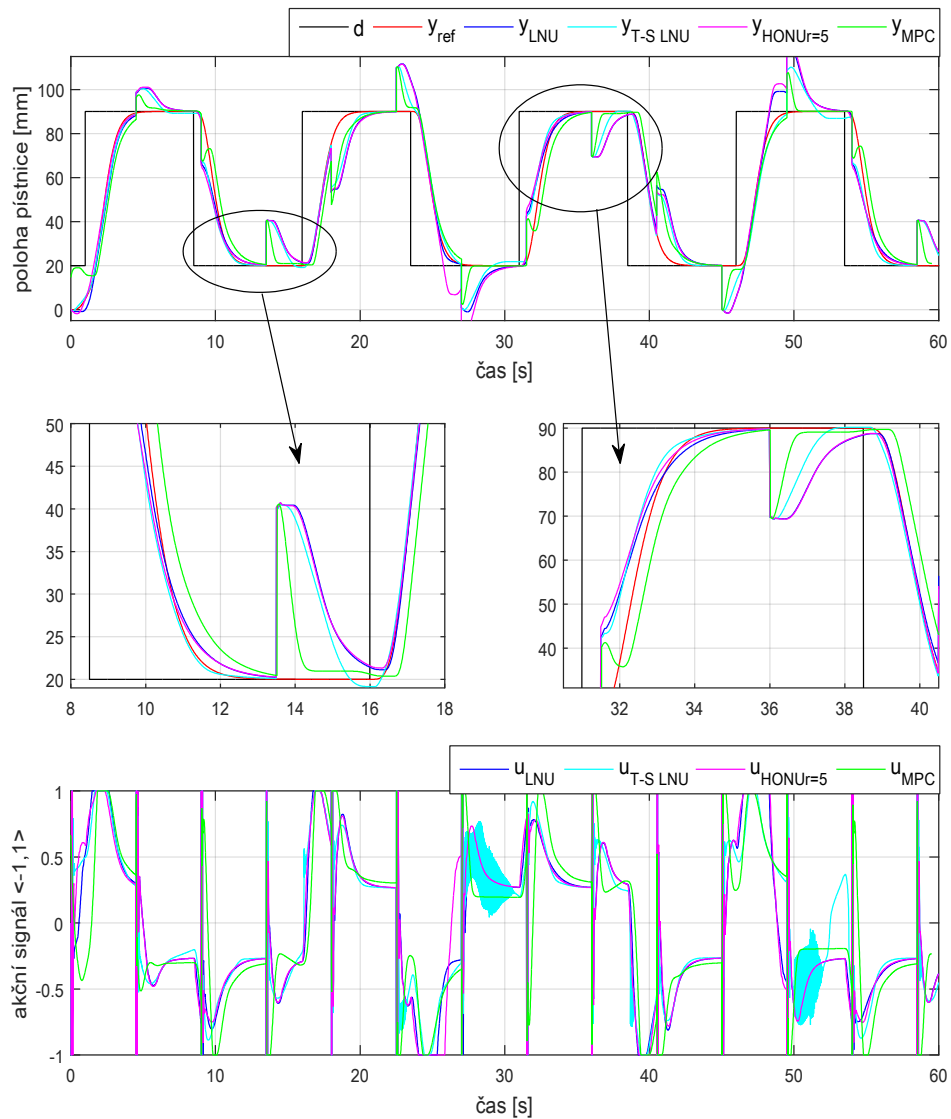 d y_ref y_LNU y_T-S LNU y_HONUr=5 y_MPC
poloha pístnice [mm]
100
80
60
40
20
0
0 10 20 30 40 50 60
čas [s]
50
45
40
35
30
25
20
8 10 12 14 16 18
90
80
70
60
50
40
32 34 36 38 40
u_LNU u_T-S LNU u_HONUr=5 u_MPC
akční signál <-1,1>
1
0.5
0
-0.5
-1
0 10 20 30 40 50 60
čas [s]